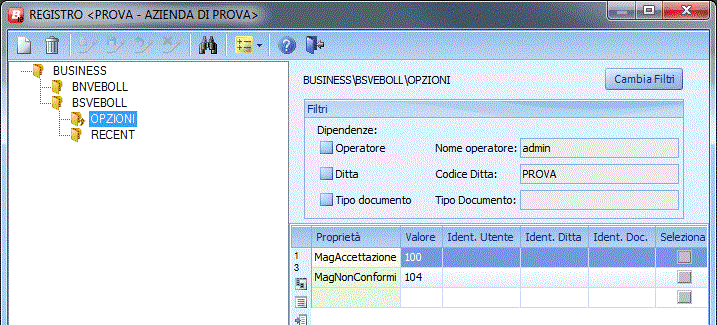 REGISTRO <PROVA - AZIENDA DI PROVA>
BUSINESS
BNVEBOLL
BSVEBOLL
OPZIONI
RECENT
BUSINESS\BSVEBOLL\OPZIONI
Cambia Filtri
Filtri
Dipendenze:
Operatore Nome operatore: admin
Ditta Codice Ditta: PROVA
Tipo documento Tipo Documento:
Proprietà Valore Ident. Utente Ident. Ditta Ident. Doc. Seleziona
1 MagAccettazione 100
3 MagNonConformi 104